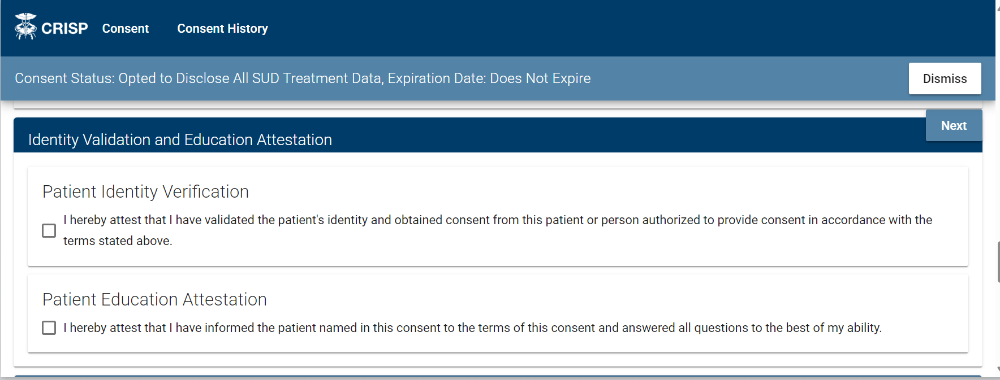 CRISP Consent Consent History
Consent Status: Opted to Disclose All SUD Treatment Data, Expiration Date: Does Not Expire Dismiss
Next
Identity Validation and Education Attestation
Patient Identity Verification
I hereby attest that I have validated the patient's identity and obtained consent from this patient or person authorized to provide consent in accordance with the
terms stated above.
Patient Education Attestation
I hereby attest that I have informed the patient named in this consent to the terms of this consent and answered all questions to the best of my ability.